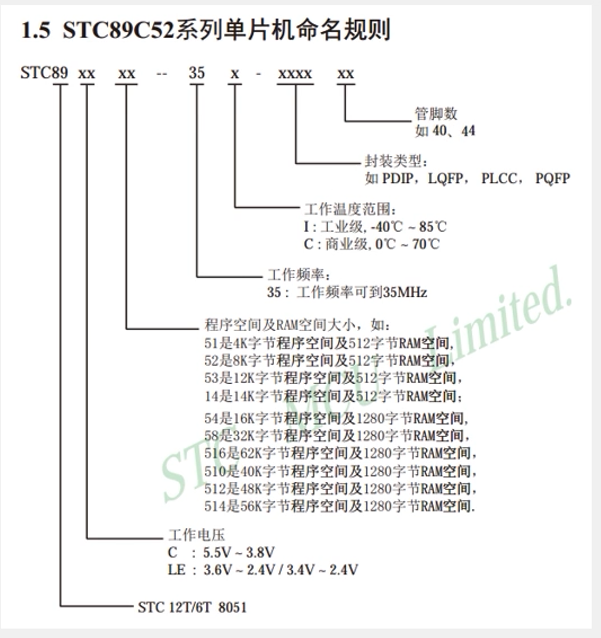 1.5 STC89C52系列单片机命名规则
STC89 xx xx -- 35 x - xxxx xx
管脚数
如 40、44
封装类型：
如 PDIP，LQFP， PLCC， PQFP
工作温度范围：
I : 工业级, -40℃ ~ 85℃
C : 商业级, 0℃ ~ 70℃
工作频率：
35 : 工作频率可到35MHz
程序空间及RAM空间大小，如：
51是4K字节程序空间及512字节RAM空间,
52是8K字节程序空间及512字节RAM空间，
53是12K字节程序空间及512字节RAM空间，
14是14K字节程序空间及512字节RAM空间；
54是16K字节程序空间及1280字节RAM空间,
58是32K字节程序空间及1280字节RAM空间，
516是62K字节程序空间及1280字节RAM空间，
510是40K字节程序空间及1280字节RAM空间，
512是48K字节程序空间及1280字节RAM空间，
514是56K字节程序空间及1280字节RAM空间.
工作电压
C : 5.5V ~ 3.8V
LE : 3.6V ~ 2.4V / 3.4V ~ 2.4V
STC 12T/6T 8051
STC MCU Limited.